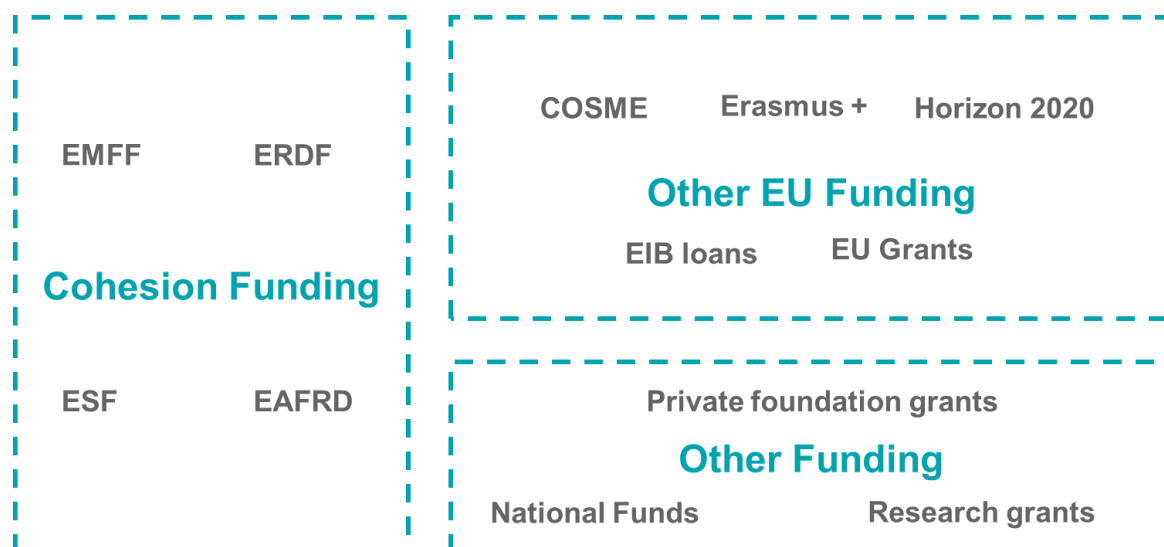 EMFF ERDF
Cohesion Funding
ESF EAFRD
COSME Erasmus + Horizon 2020
Other EU Funding
EIB loans EU Grants
Private foundation grants
Other Funding
National Funds Research grants